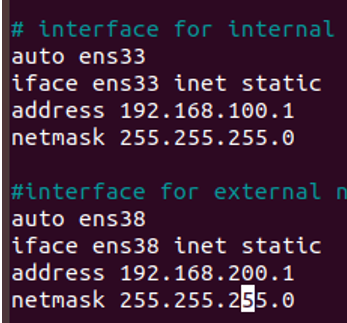 # interface for internal
auto ens33
iface ens33 inet static
address 192.168.100.1
netmask 255.255.255.0
#interface for external
auto ens38
iface ens38 inet static
address 192.168.200.1
netmask 255.255.255.0